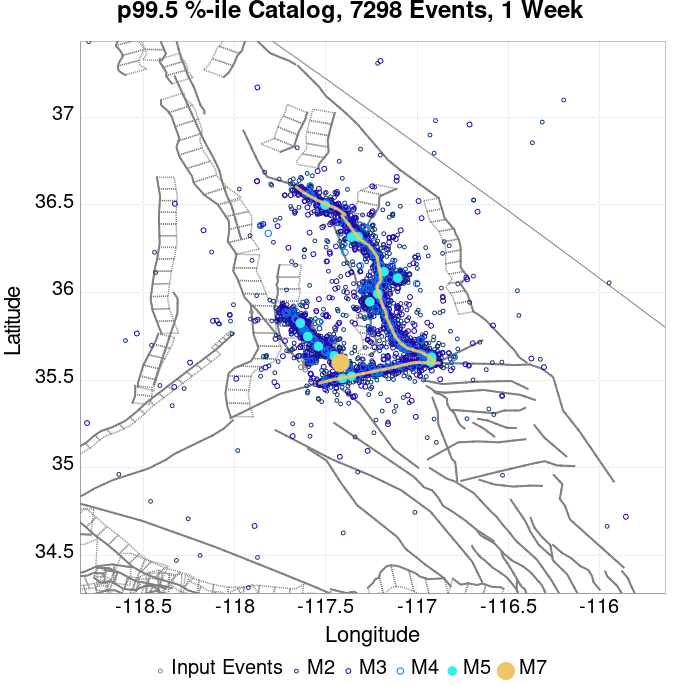 p99.5 %-ile Catalog, 7298 Events, 1 Week
37
36.5
36
35.5
35
34.5
Latitude
-118.5 -118 -117.5 -117 -116.5 -116
Longitude
Input Events M2 M3 M4 M5 M7